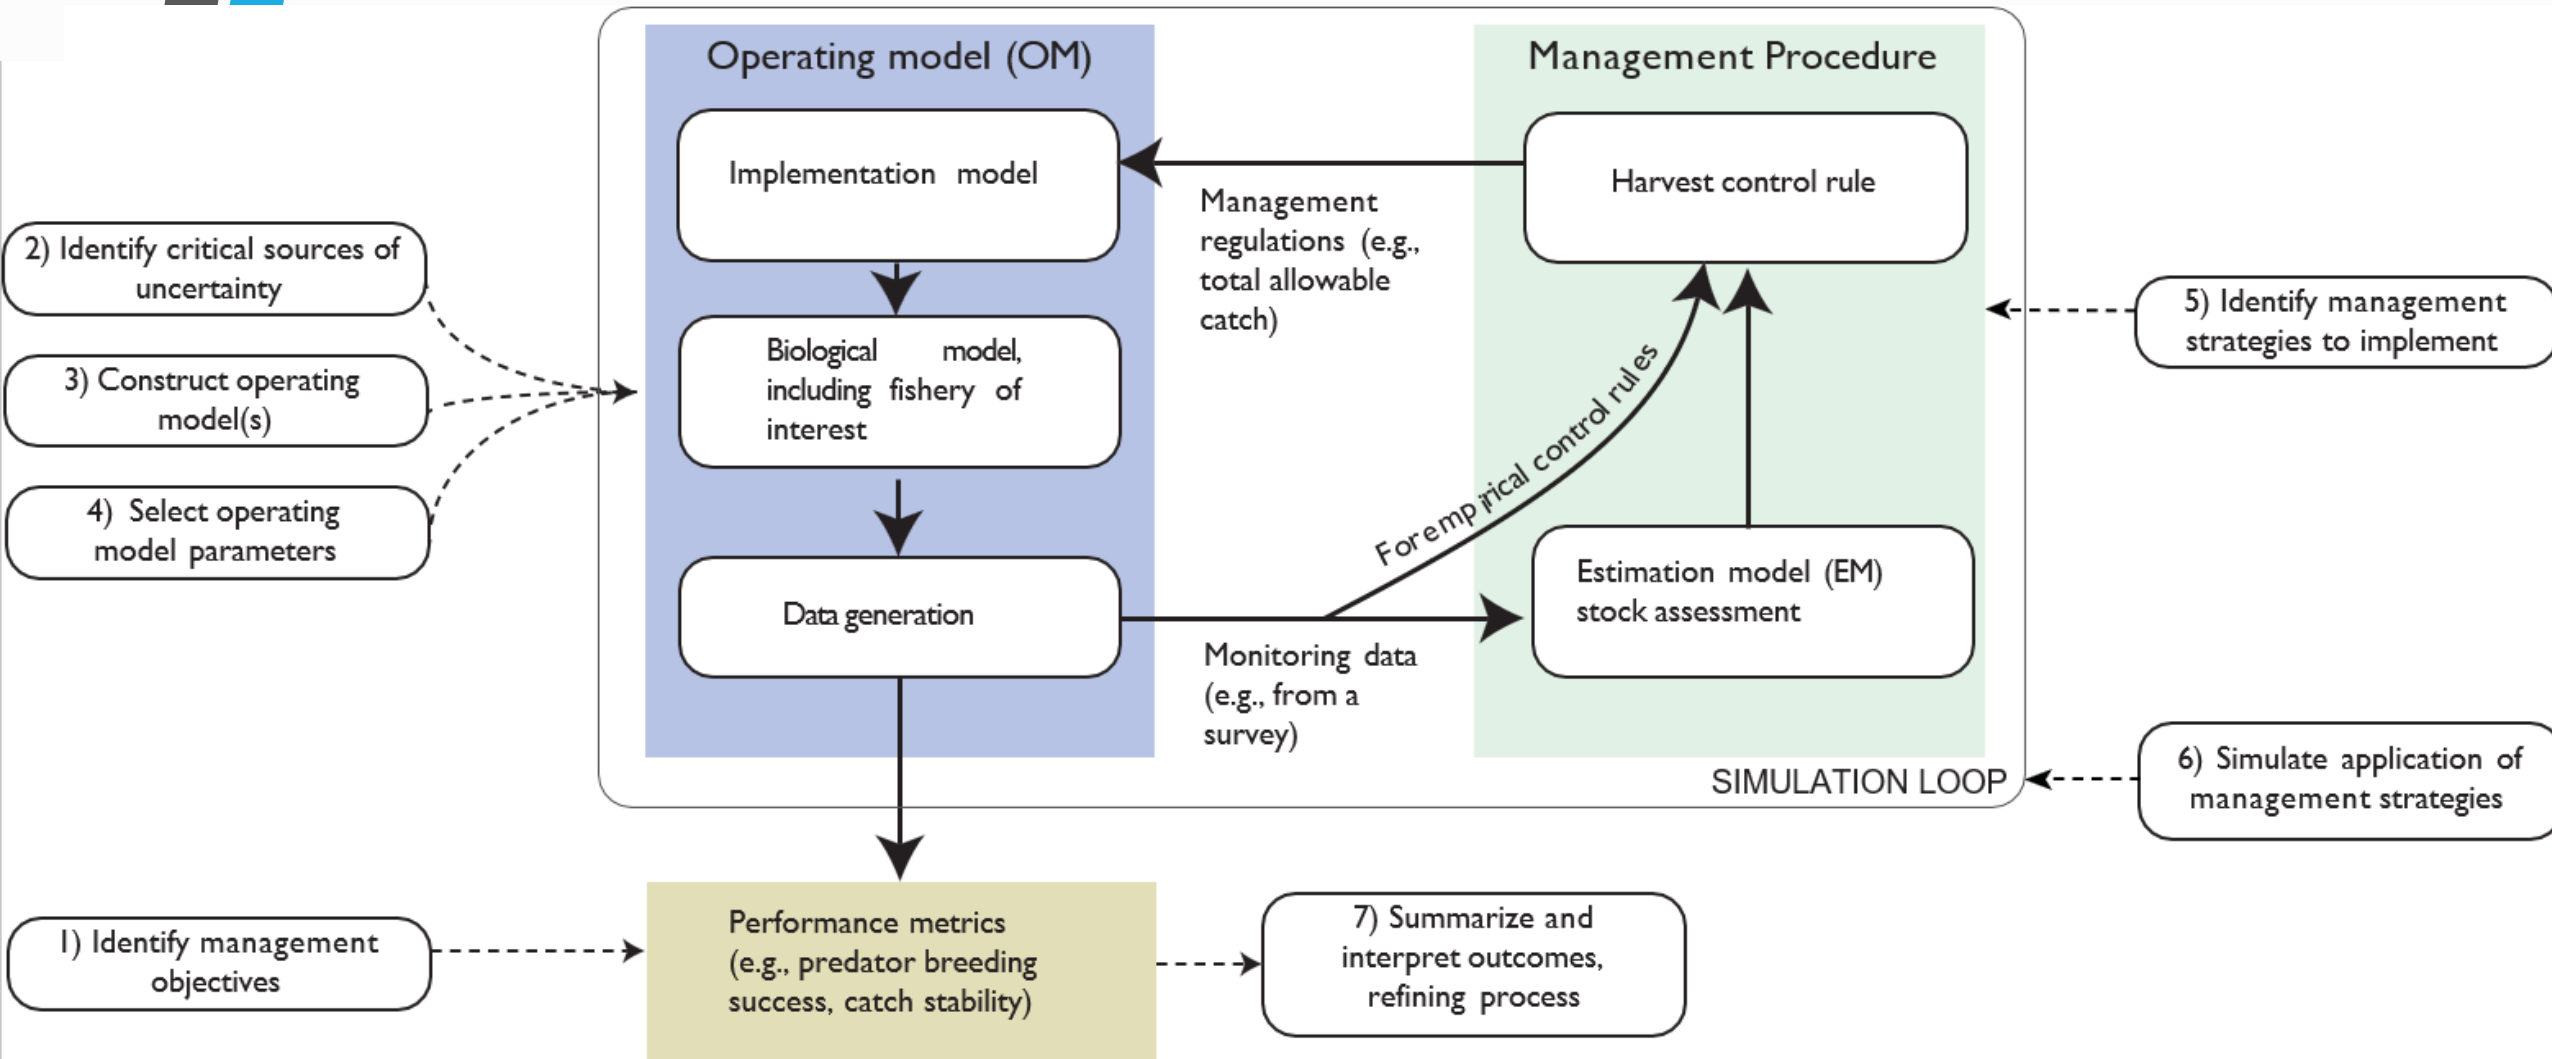 Operating model (OM)
Management Procedure
Implementation model
Harvest control rule
Management
regulations (e.g.,
total allowable
catch)
2) Identify critical sources of
uncertainty
3) Construct operating
model(s)
4) Select operating
model parameters
Biological model,
including fishery of
interest
For empirical control rules
5) Identify management
strategies to implement
Data generation
Estimation model (EM)
stock assessment
Monitoring data
(e.g., from a
survey)
SIMULATION LOOP
6) Simulate application of
management strategies
1) Identify management
objectives
Performance metrics
(e.g., predator breeding
success, catch stability)
7) Summarize and
interpret outcomes,
refining process